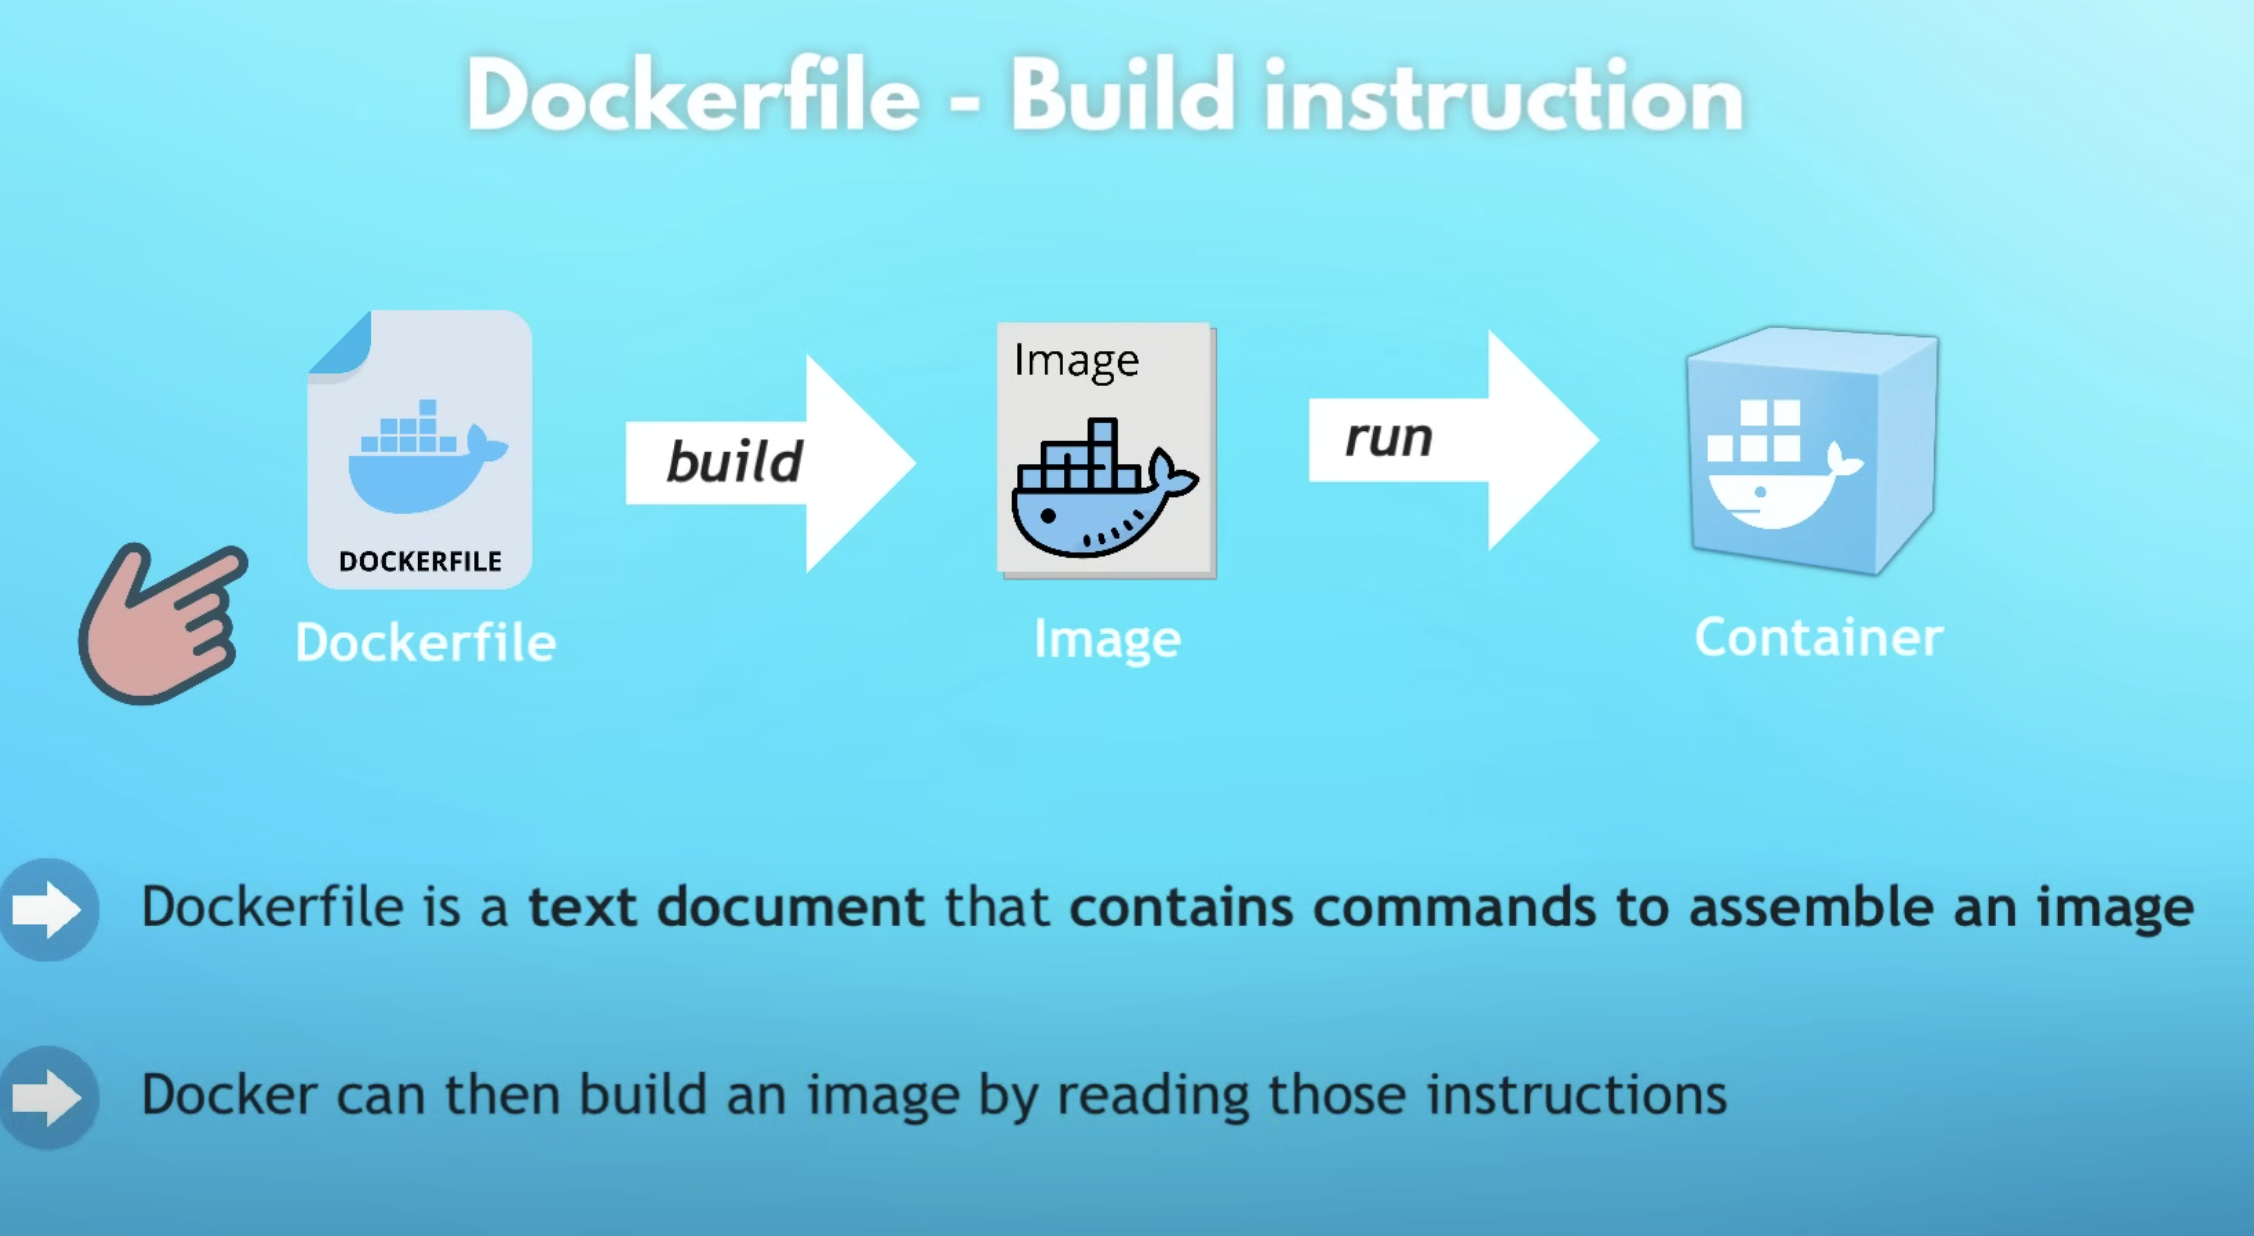 Dockerfile - Build instruction
DOCKERFILE
Dockerfile
build
Image
Image
run
Container
Dockerfile is a text document that contains commands to assemble an image
Docker can then build an image by reading those instructions